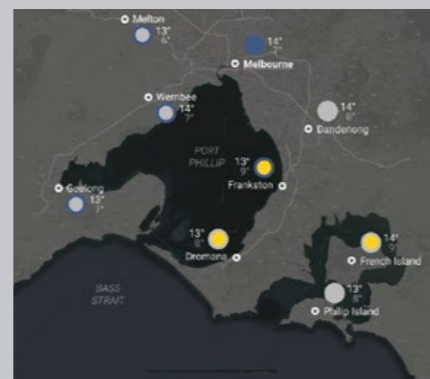 Melton
13°
6°
14°
7°
Melbourne
Werribee
14°
7°
14°
8°
Dandenong
PORT
PHILLIP
13°
9°
Frankston
Geelong
13°
7°
13°
8°
Dromana
14°
9°
French Island
13°
8°
Philip Island
BASS
STRAIT